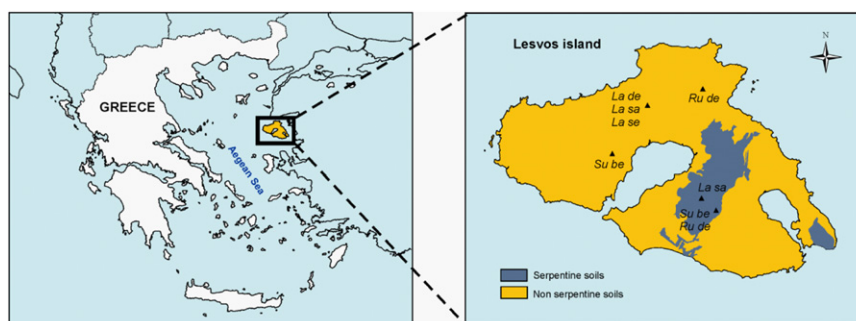 GREECE
Aegean Sea
Lesvos island
N
La de
La sa
La se
Ru de
Su be
La sa
Su be
Ru de
Serpentine soils
Non serpentine soils